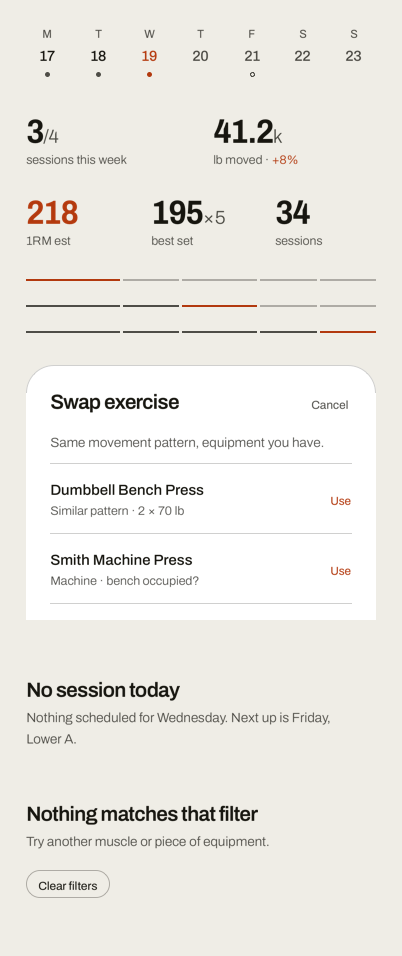 M T W T F S S
17 18 19 20 21 22 23
3/4 41.2k
sessions this week lb moved · +8%
218 195×5 34
1RM est best set sessions
Swap exercise Cancel
Same movement pattern, equipment you have.
Dumbbell Bench Press
Similar pattern · 2 × 70 lb
Use
Smith Machine Press
Machine · bench occupied?
Use
No session today
Nothing scheduled for Wednesday. Next up is Friday,
Lower A.
Nothing matches that filter
Try another muscle or piece of equipment.
Clear filters